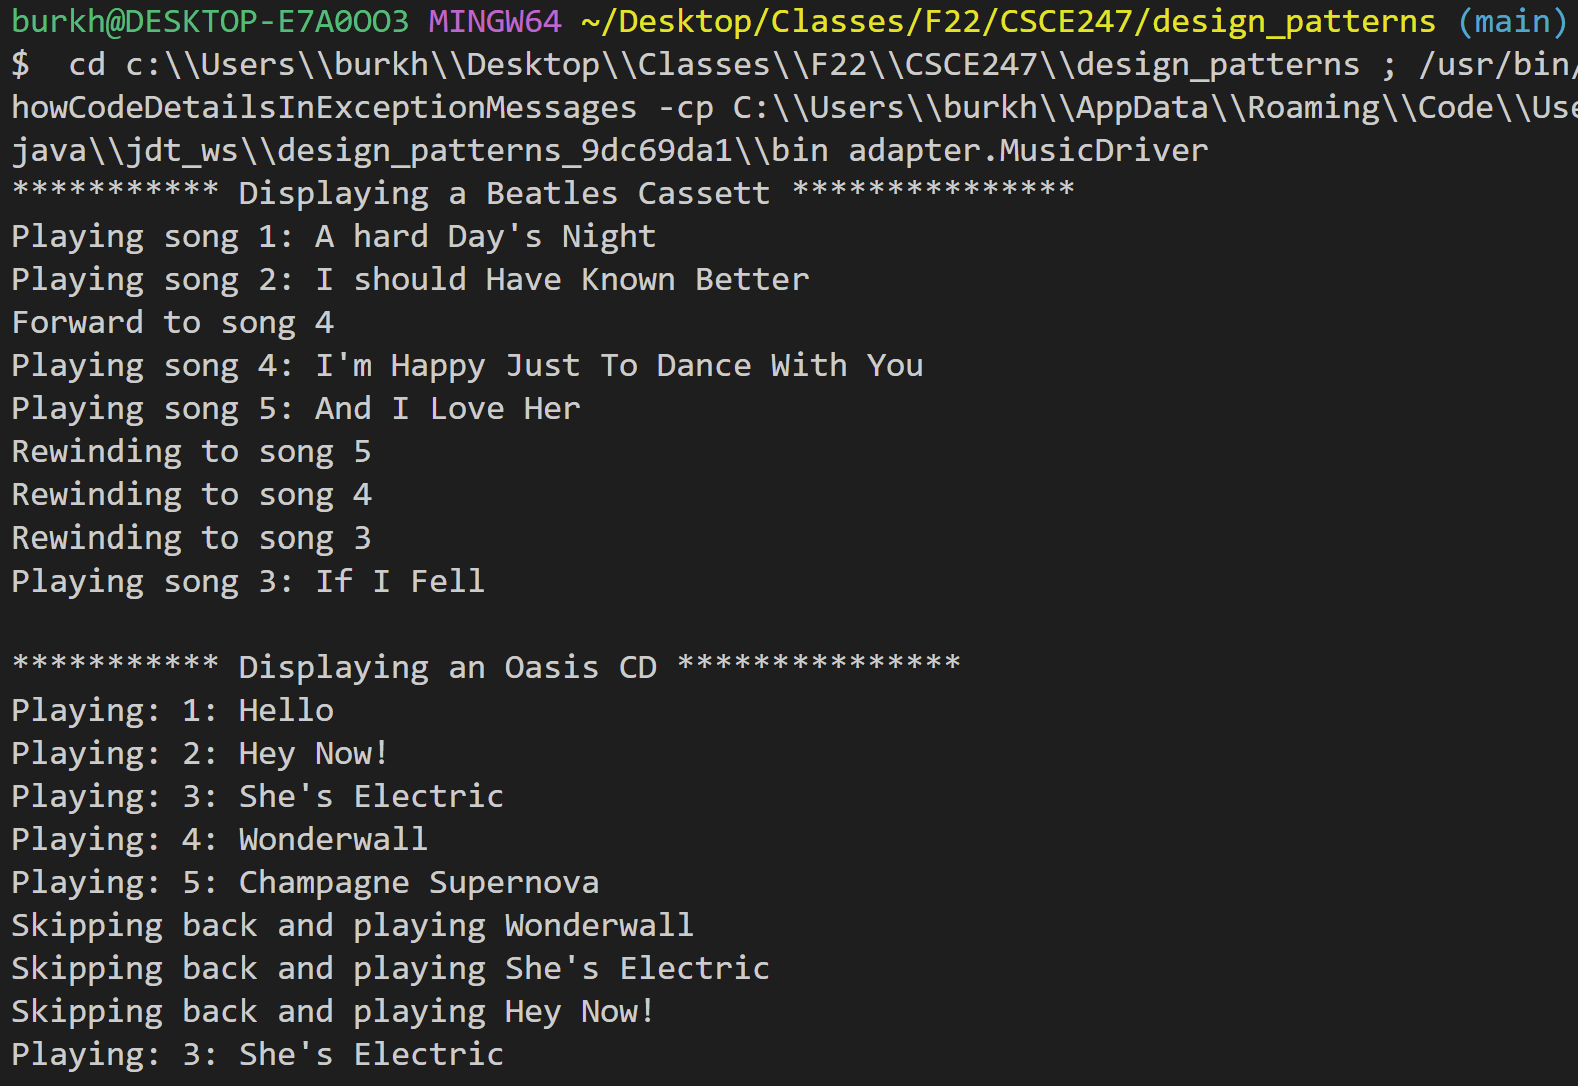 burkh@DESKTOP-E7A0OO3 MINGW64 ~/Desktop/Classes/F22/CSCE247/design_patterns (main)
$  cd c:\\Users\\burkh\\Desktop\\Classes\\F22\\CSCE247\\design_patterns ; /usr/bin/
howCodeDetailsInExceptionMessages -cp C:\\Users\\burkh\\AppData\\Roaming\\Code\\Use
java\\jdt_ws\\design_patterns_9dc69da1\\bin adapter.MusicDriver
*********** Displaying a Beatles Cassett ***************
Playing song 1: A hard Day's Night
Playing song 2: I should Have Known Better
Forward to song 4
Playing song 4: I'm Happy Just To Dance With You
Playing song 5: And I Love Her
Rewinding to song 5
Rewinding to song 4
Rewinding to song 3
Playing song 3: If I Fell
*********** Displaying an Oasis CD ***************
Playing: 1: Hello
Playing: 2: Hey Now!
Playing: 3: She's Electric
Playing: 4: Wonderwall
Playing: 5: Champagne Supernova
Skipping back and playing Wonderwall
Skipping back and playing She's Electric
Skipping back and playing Hey Now!
Playing: 3: She's Electric